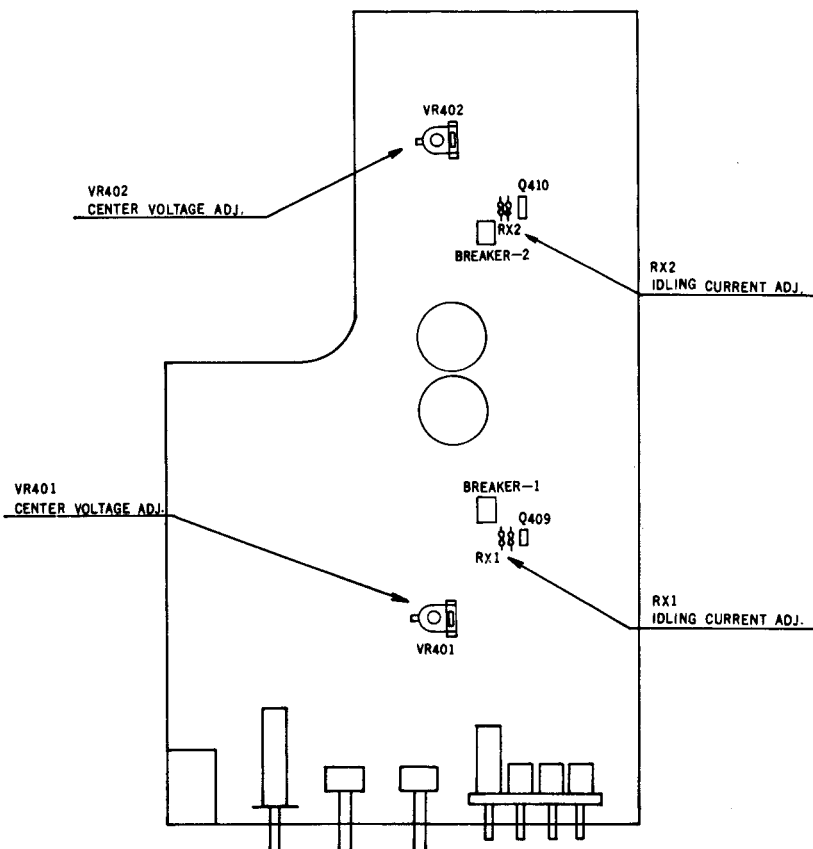 VR402
VR402
CENTER VOLTAGE ADJ.
Q410
RX2
BREAKER-2
RX2
IDLING CURRENT ADJ.
BREAKER-1
VR401
CENTER VOLTAGE ADJ.
Q409
RX1
RX1
IDLING CURRENT ADJ.
VR401